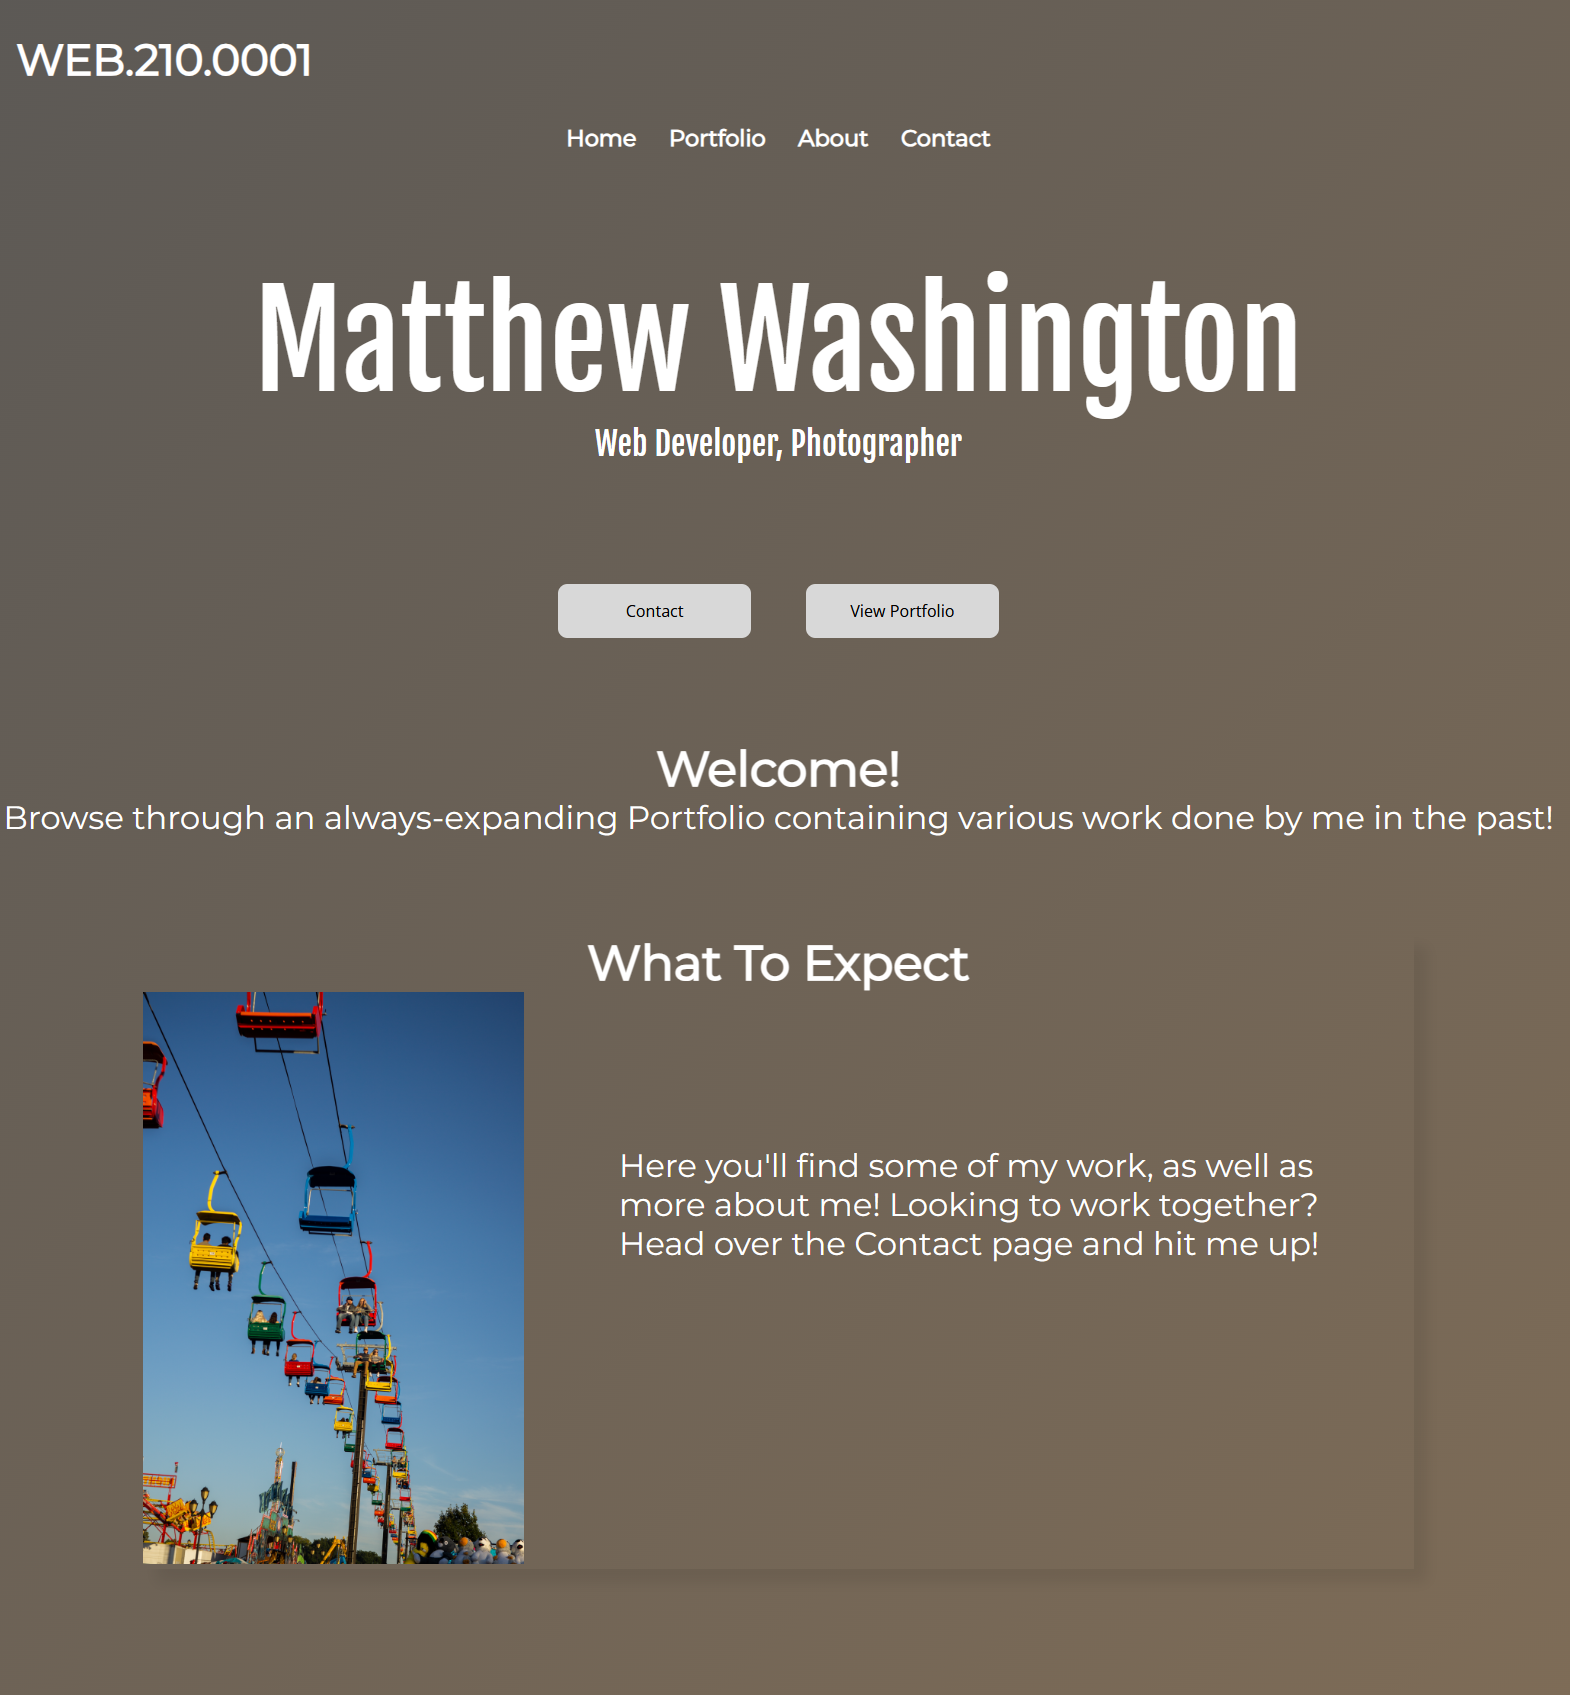 WEB.210.0001
Home Portfolio About Contact
Matthew Washington
Web Developer, Photographer
Contact View Portfolio
Welcome!
Browse through an always-expanding Portfolio containing various work done by me in the past!
What To Expect
Here you'll find some of my work, as well as
more about me! Looking to work together?
Head over the Contact page and hit me up!